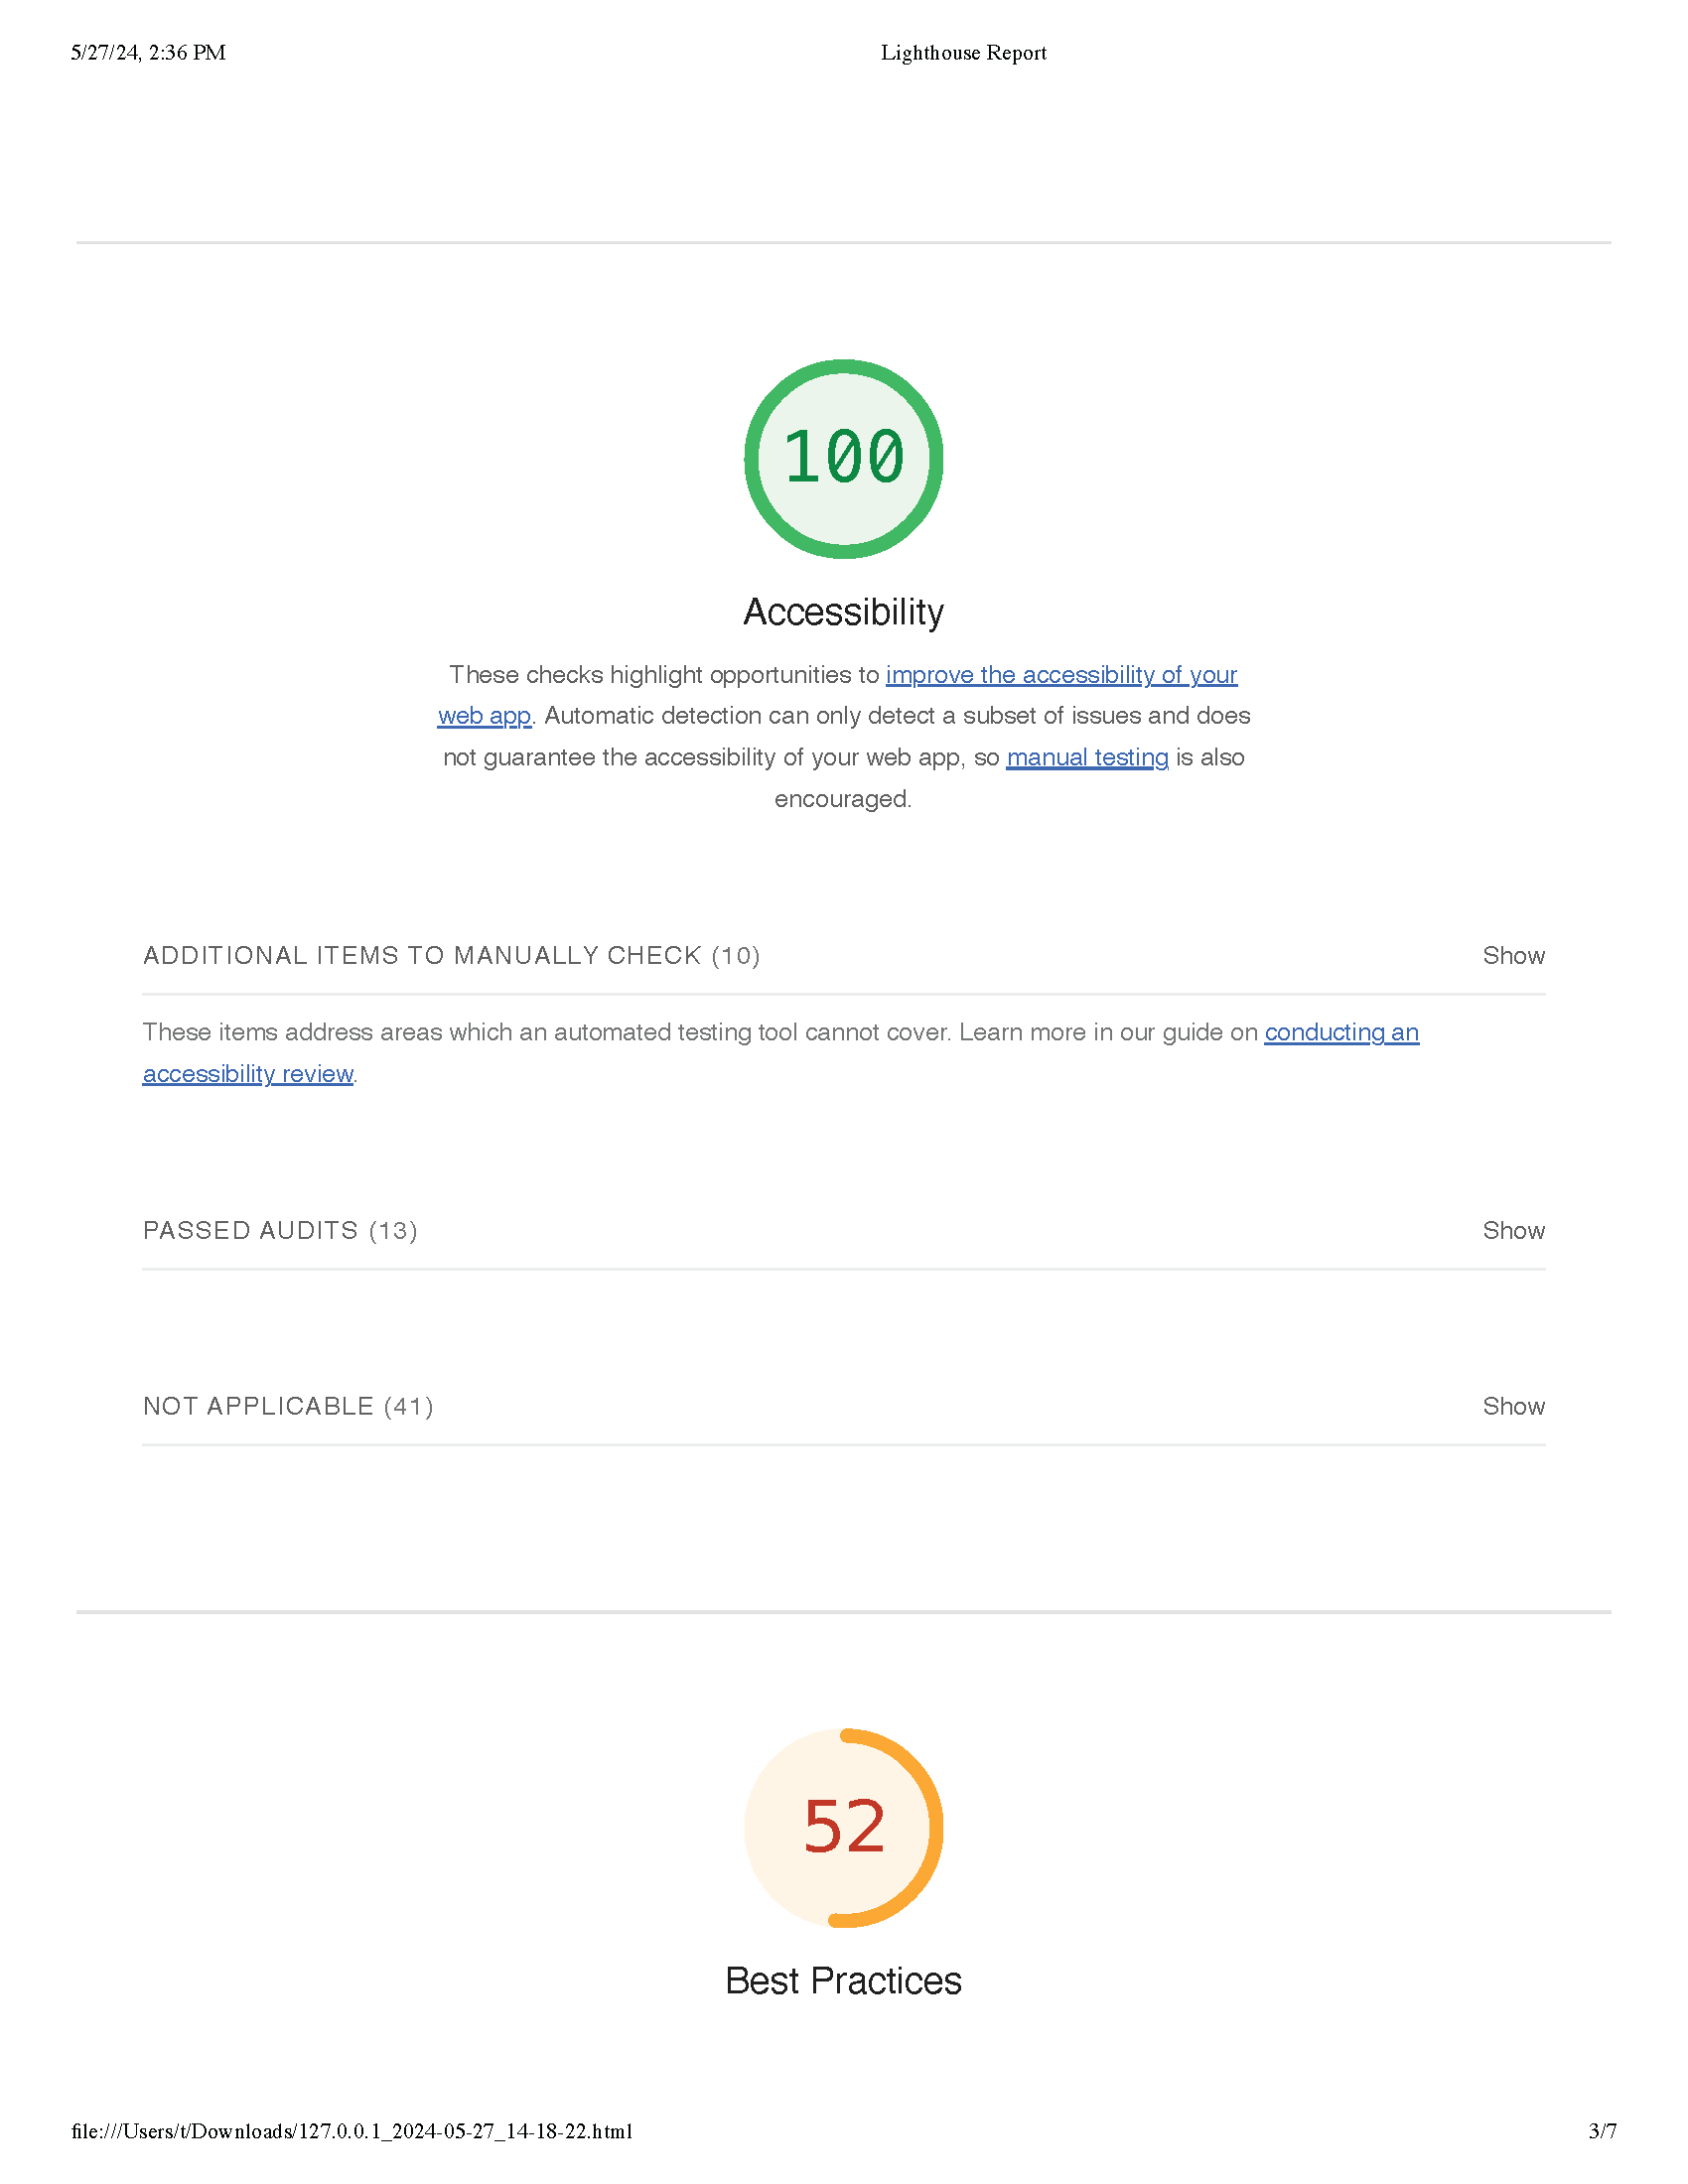 5/27/24, 2:36 PM
Lighthouse Report
100
Accessibility
These checks highlight opportunities to improve the accessibility of your
web app. Automatic detection can only detect a subset of issues and does
not guarantee the accessibility of your web app, so manual testing is also
encouraged.
ADDITIONAL ITEMS TO MANUALLY CHECK (10)
Show
These items address areas which an automated testing tool cannot cover. Learn more in our guide on conducting an
accessibility review.
PASSED AUDITS (13)
Show
NOT APPLICABLE (41)
Show
52
Best Practices
file:///Users/t/Downloads/127.0.0.1_2024-05-27_14-18-22.html
3/7